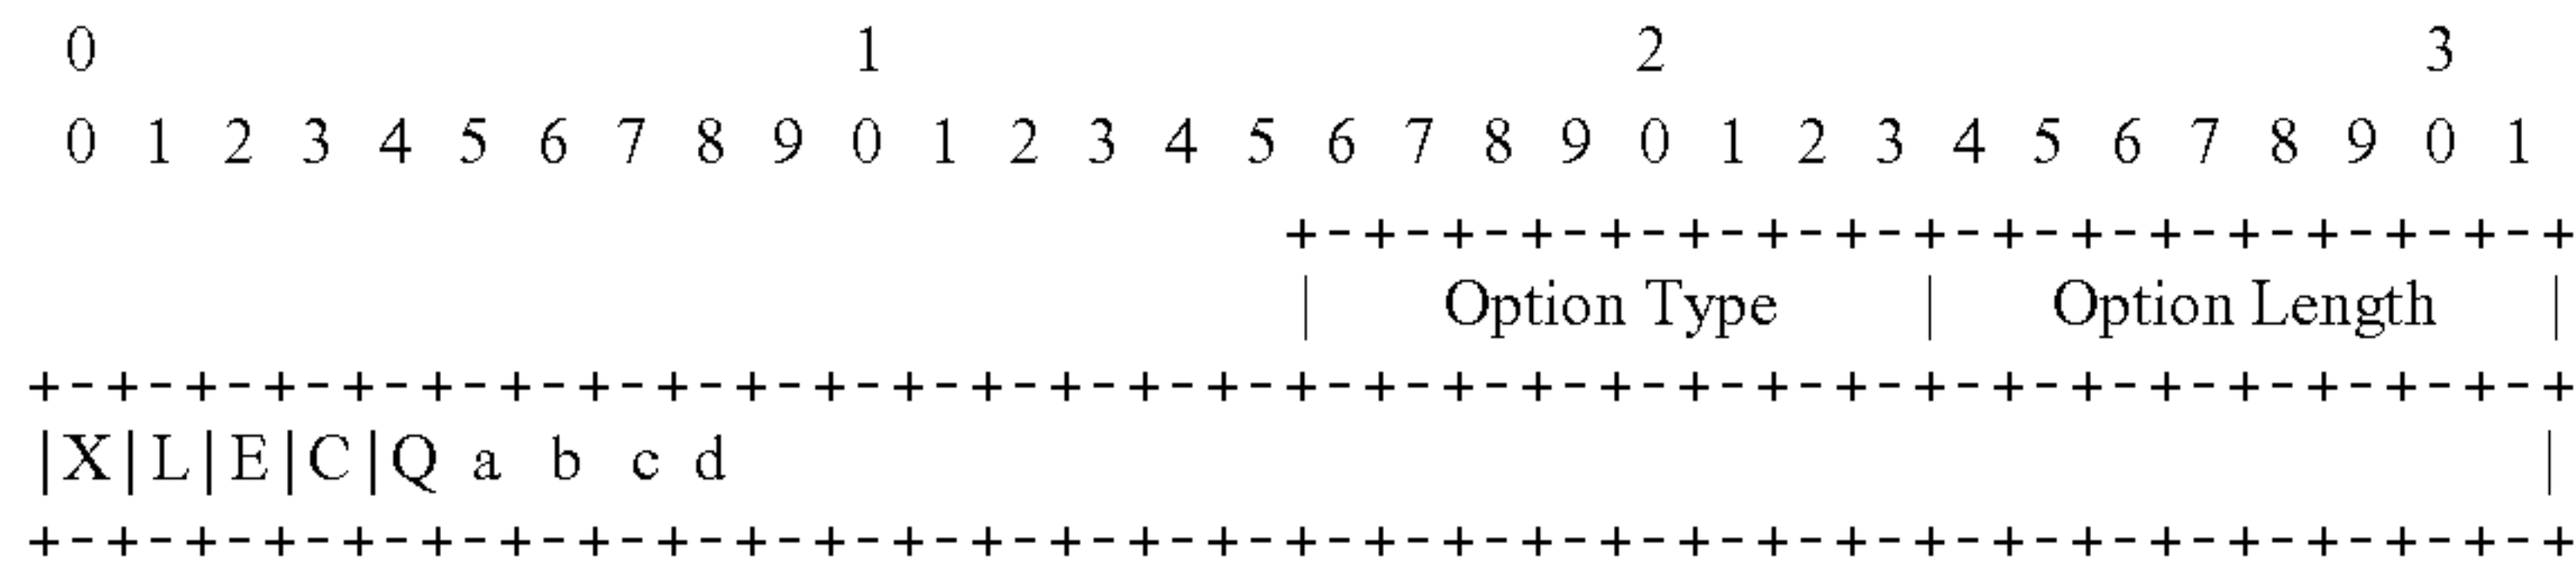 0 1 2 3
0 1 2 3 4 5 6 7 8 9 0 1 2 3 4 5 6 7 8 9 0 1 2 3 4 5 6 7 8 9 0 1
+-+-+-+-+-+-+-+-+-+-+-+-+-+-+-+-+
| Option Type | Option Length |
+-+-+-+-+-+-+-+-+-+-+-+-+-+-+-+-+-+-+-+-+-+-+-+-+-+-+-+-+-+-+-+-+
|X|L|E|C|Q a b c d |
+-+-+-+-+-+-+-+-+-+-+-+-+-+-+-+-+-+-+-+-+-+-+-+-+-+-+-+-+-+-+-+-+